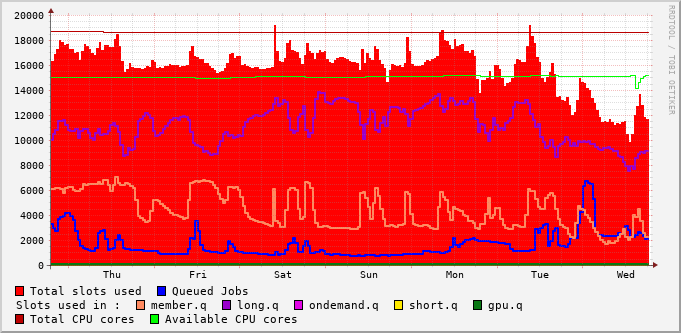 20000
18000
16000
14000
12000
10000
8000
6000
4000
2000
0
Thu Fri Sat Sun Mon Tue Wed
RRDTOOL / TOBI OETIKER
Total slots used Queued Jobs
Slots used in : member.q long.q ondemand.q short.q gpu.q
Total CPU cores Available CPU cores